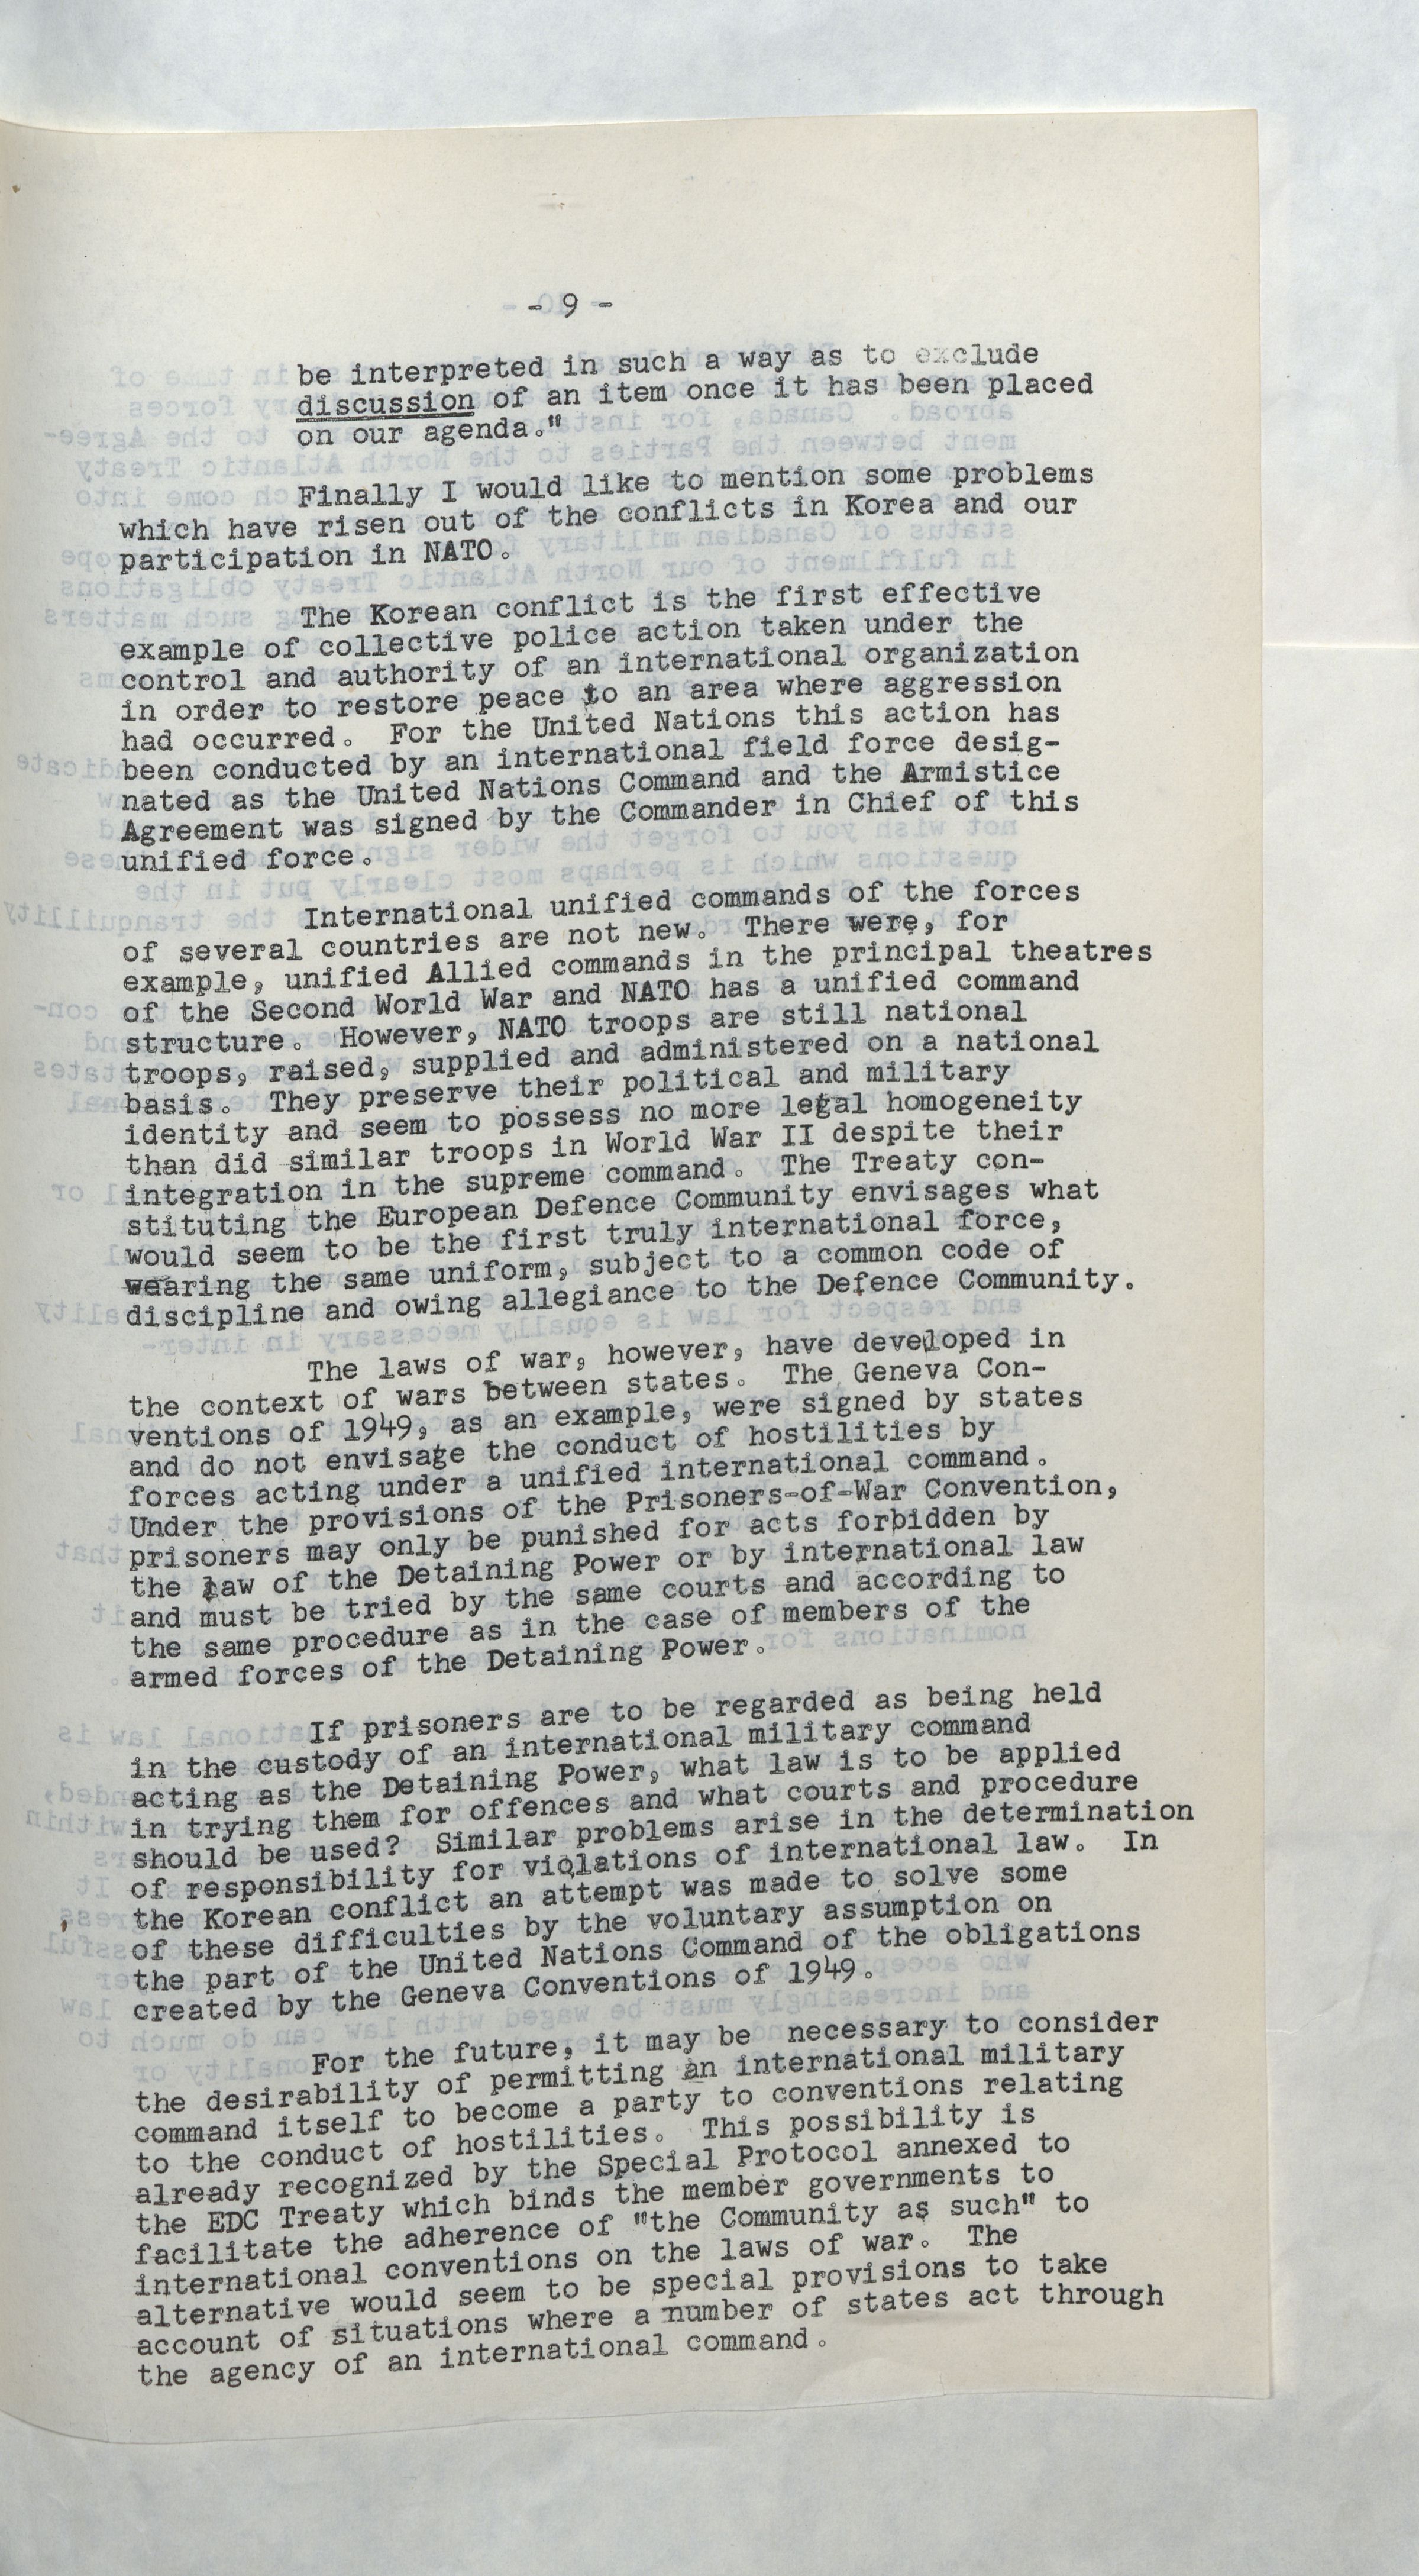 - 9 -
be interpreted in such a way as to exclude
discussion of an item once it has been placed
on our agenda."
Finally I would like to mention some problems
which have risen out of the conflicts in Korea and our
participation in NATO.
The Korean conflict is the first effective
example of collective police action taken under the
control and authority of an international organization
in order to restore peace to an area where aggression
had occurred. For the United Nations this action has
been conducted by an international field force desig-
nated as the United Nations Command and the Armistice
Agreement was signed by the Commander in Chief of this
unified force.
International unified commands of the forces
of several countries are not new. There were, for
example, unified Allied commands in the principal theatres
of the Second World War and NATO has a unified command
structure. However, NATO troops are still national
troops, raised, supplied and administered on a national
basis. They preserve their political and military
identity and seem to possess no more legal homogeneity
than did similar troops in World War II despite their
integration in the supreme command. The Treaty con-
stituting the European Defence Community envisages what
would seem to be the first truly international force,
wearing the same uniform, subject to a common code of
discipline and owing allegiance to the Defence Community.
The laws of war, however, have developed in
the context of wars between states. The Geneva Con-
ventions of 1949, as an example, were signed by states
and do not envisage the conduct of hostilities by
forces acting under a unified international command.
Under the provisions of the Prisoners-of-War Convention,
prisoners may only be punished for acts forbidden by
the law of the Detaining Power or by international law
and must be tried by the same courts and according to
the same procedure as in the case of members of the
armed forces of the Detaining Power.
If prisoners are to be regarded as being held
in the custody of an international military command
acting as the Detaining Power, what law is to be applied
in trying them for offences and what courts and procedure
should be used? Similar problems arise in the determination
of responsibility for violations of international law. In
the Korean conflict an attempt was made to solve some
of these difficulties by the voluntary assumption on
the part of the United Nations Command of the obligations
created by the Geneva Conventions of 1949.
For the future, it may be necessary to consider
the desirability of permitting an international military
command itself to become a party to conventions relating
to the conduct of hostilities. This possibility is
already recognized by the Special Protocol annexed to
the EDC Treaty which binds the member governments to
facilitate the adherence of "the Community as such" to
international conventions on the laws of war. The
alternative would seem to be special provisions to take
account of situations where a number of states act through
the agency of an international command.